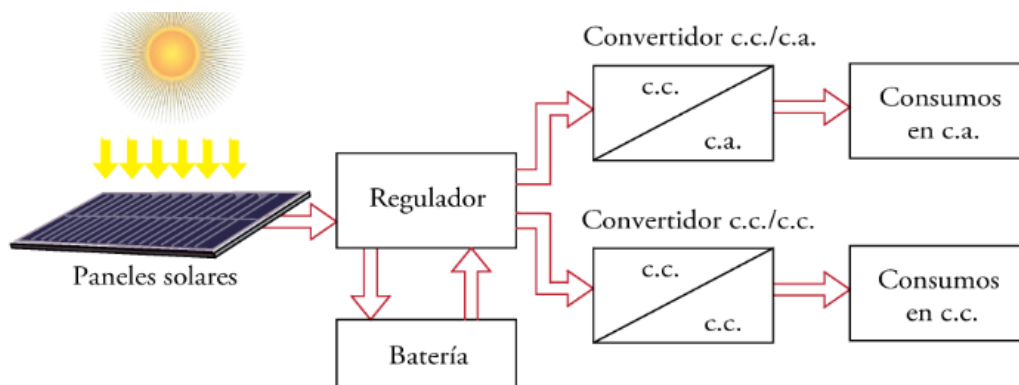 Convertidor c.c./c.a.
c.c.
c.a.
Consumos
en c.a.
Regulador
Paneles solares
Convertidor c.c./c.c.
c.c.
c.c.
Consumos
en c.c.
Batería